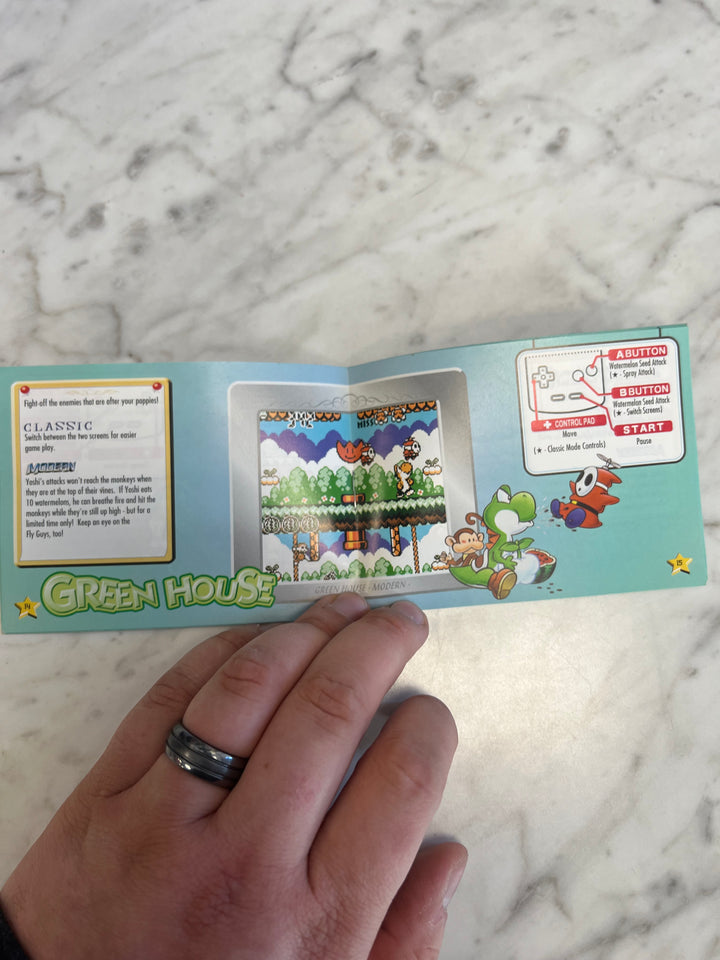 Fight off the enemies that are after your poppies!
CLASSIC
Switch between the two screens for easier
game play.
MODERN
Yoshi's attacks won't reach the monkeys when
they are at the top of their vines. If Yoshi eats
10 watermelons, he can breathe fire and hit the
monkeys while they're still up high - but for a
limited time only! Keep an eye on the
Fly Guys, too!
14
GREEN HOUSE
MISS
GREEN HOUSE - MODERN -
A BUTTON
Watermelon Seed Attack
(★ - Spray Attack)
B BUTTON
Watermelon Seed Attack
(★ - Switch Screens)
CONTROL PAD
Move
(★ - Classic Mode Controls)
START
Pause
15